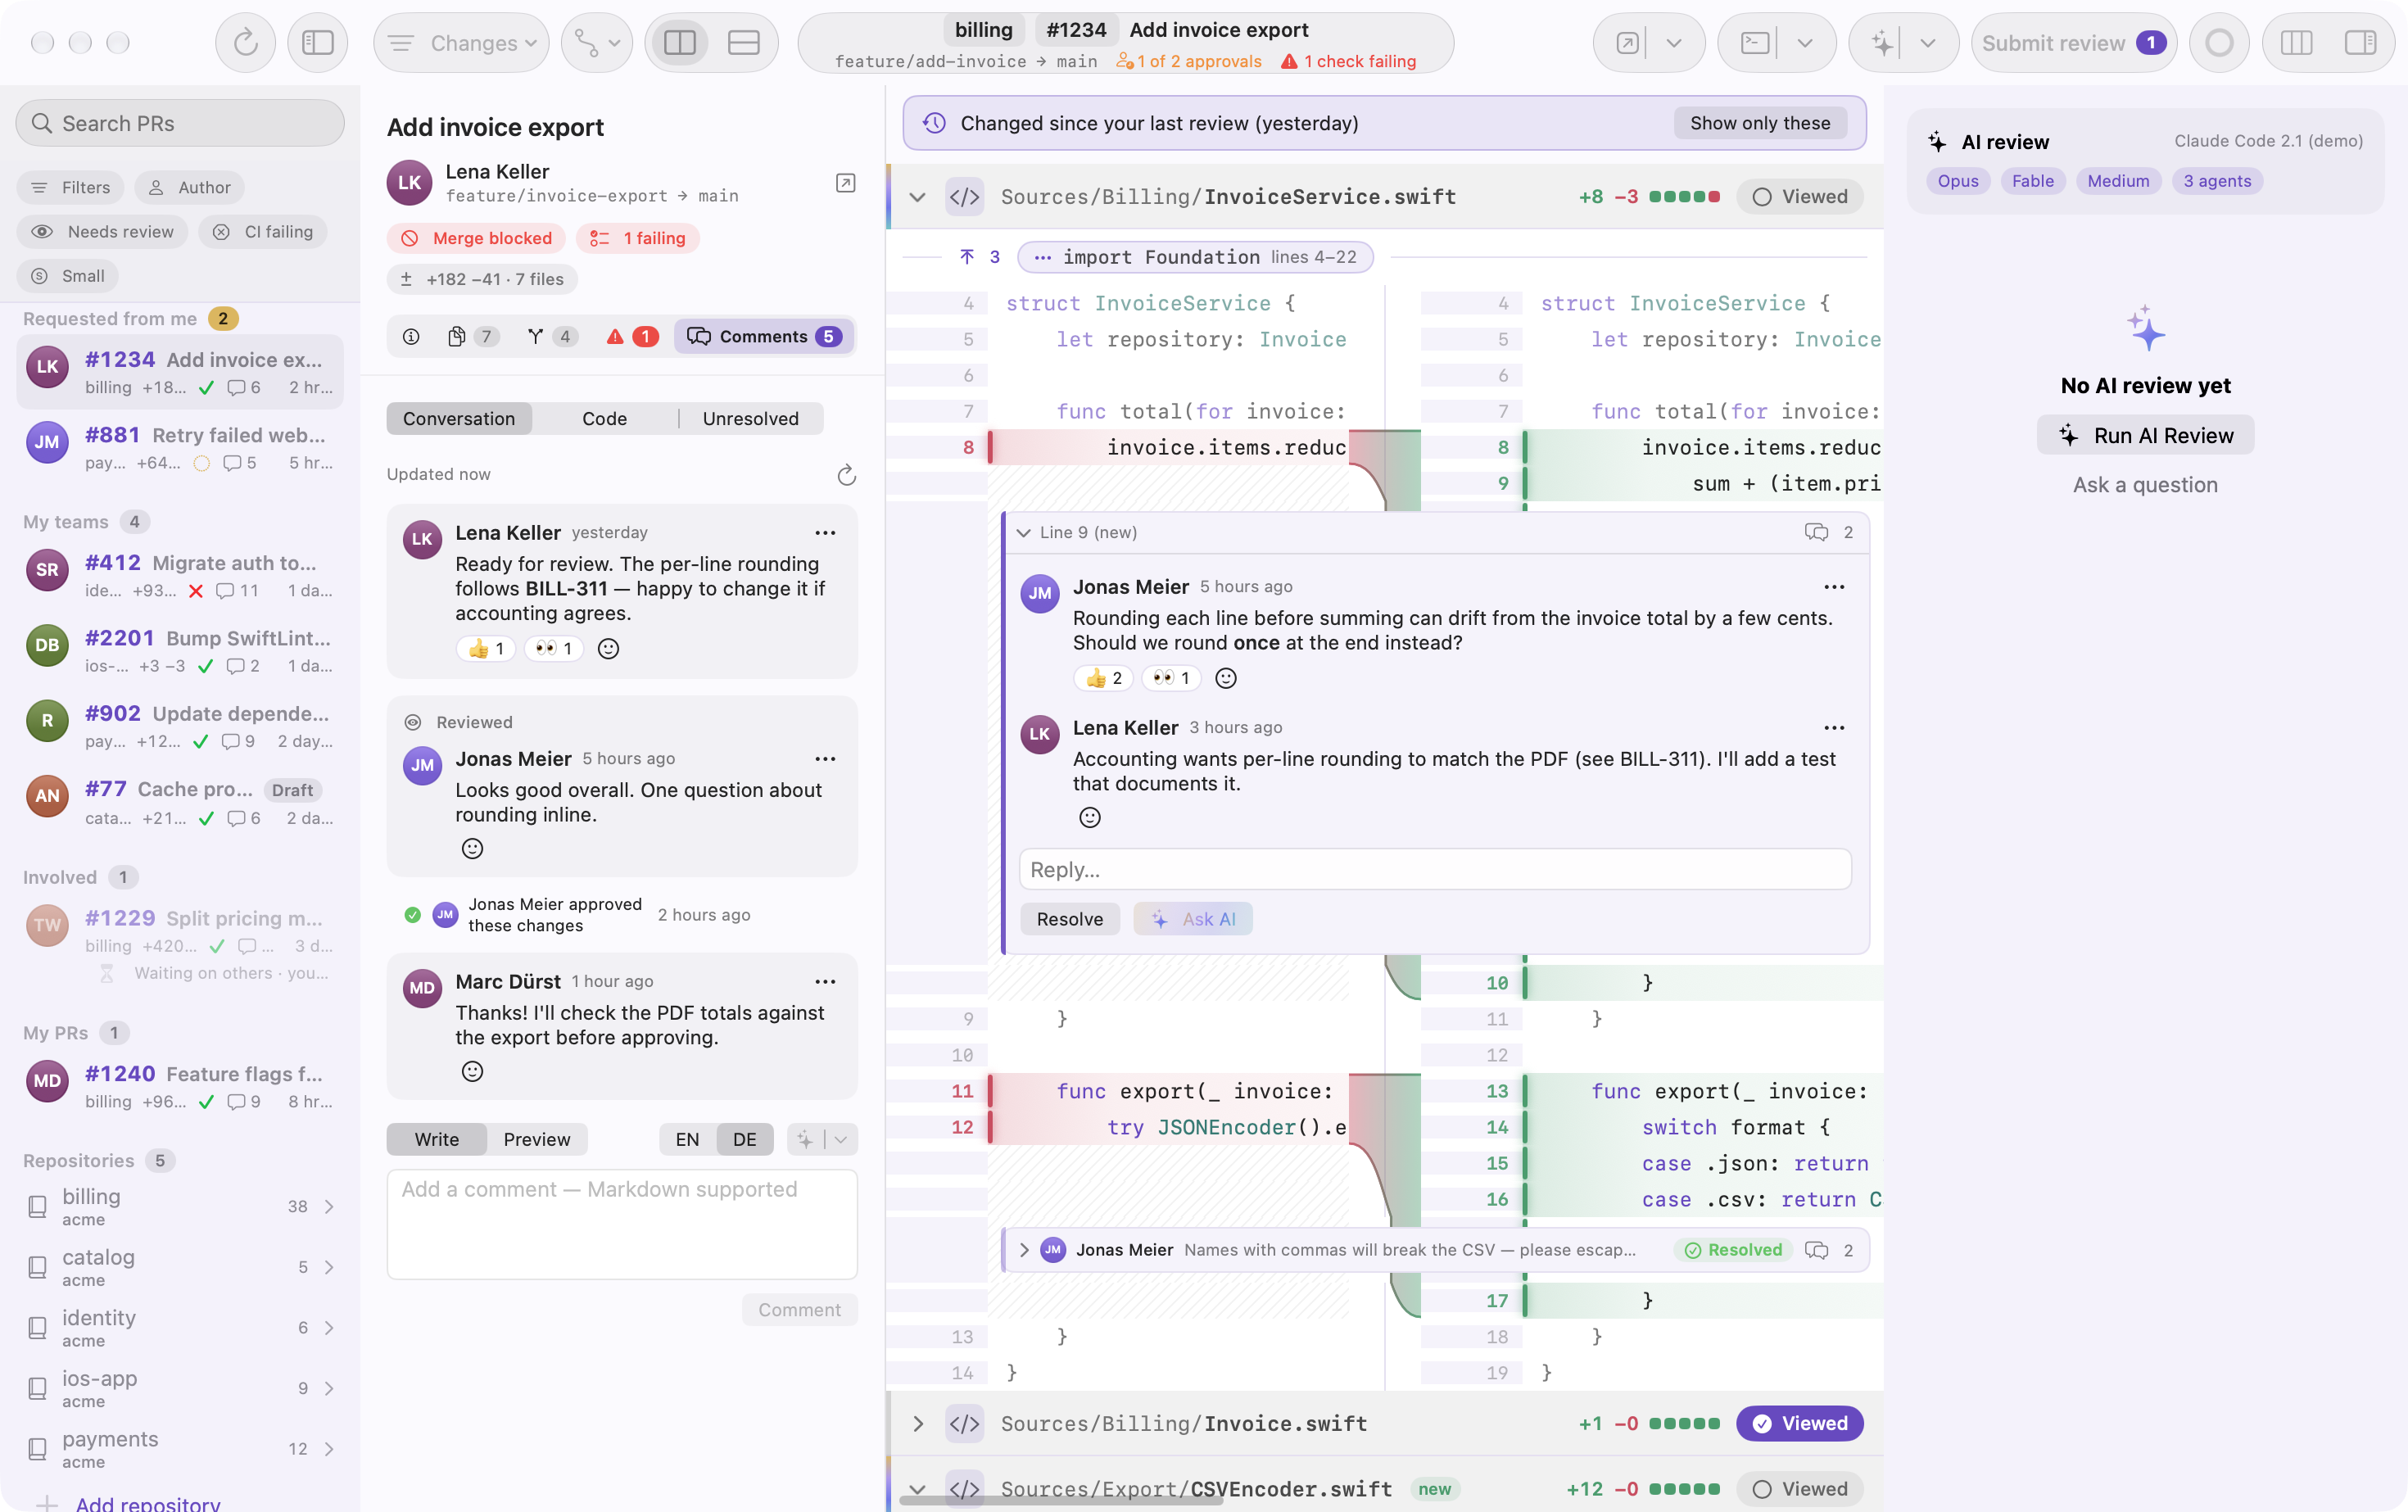 Changes
billing #1234 Add invoice export
feature/add-invoice → main 1 of 2 approvals 1 check failing
Submit review 1
Search PRs
Filters Author
Needs review CI failing
Small
Requested from me 2
LK #1234 Add invoice ex...
billing +18... 6 2 hr...
JM #881 Retry failed web...
pay... +64... 5 5 hr...
My teams 4
SR #412 Migrate auth to...
ide... +93... 11 1 da...
DB #2201 Bump SwiftLint...
ios-... +3 −3 2 1 da...
R #902 Update depende...
pay... +12... 9 2 day...
AN #77 Cache pro... Draft
cata... +21... 6 2 da...
Involved 1
TW #1229 Split pricing m...
billing +420... ... 3 d...
Waiting on others · you...
My PRs 1
MD #1240 Feature flags f...
billing +96... 9 8 hr...
Repositories 5
billing 38
acme
catalog 5
acme
identity 6
acme
ios-app 9
acme
payments 12
acme
Add repository
Add invoice export
LK Lena Keller
feature/invoice-export → main
Merge blocked 1 failing
+182 −41 · 7 files
7 4 1 Comments 5
Conversation Code Unresolved
Updated now
LK Lena Keller yesterday
Ready for review. The per-line rounding
follows BILL-311 — happy to change it if
accounting agrees.
👍 1 👀 1
Reviewed
JM Jonas Meier 5 hours ago
Looks good overall. One question about
rounding inline.
JM Jonas Meier approved
these changes 2 hours ago
MD Marc Dürst 1 hour ago
Thanks! I'll check the PDF totals against
the export before approving.
Write Preview EN DE
Add a comment — Markdown supported
Comment
Changed since your last review (yesterday) Show only these
Sources/Billing/InvoiceService.swift +8 −3 Viewed
3 ··· import Foundation lines 4–22
4 struct InvoiceService { 4 struct InvoiceService {
5 let repository: Invoice 5 let repository: Invoice
6 6
7 func total(for invoice: 7 func total(for invoice:
8 invoice.items.reduc 8 invoice.items.reduc
9 sum + (item.pri
Line 9 (new) 2
JM Jonas Meier 5 hours ago
Rounding each line before summing can drift from the invoice total by a few cents.
Should we round once at the end instead?
👍 2 👀 1
LK Lena Keller 3 hours ago
Accounting wants per-line rounding to match the PDF (see BILL-311). I'll add a test
that documents it.
Reply...
Resolve Ask AI
10 }
9 } 11 }
10 12
11 func export(_ invoice: 13 func export(_ invoice:
12 try JSONEncoder().e 14 switch format {
15 case .json: return
16 case .csv: return C
JM Jonas Meier Names with commas will break the CSV — please escap... Resolved 2
17 }
13 } 18 }
14 } 19 }
Sources/Billing/Invoice.swift +1 −0 Viewed
Sources/Export/CSVEncoder.swift new +12 −0 Viewed
AI review Claude Code 2.1 (demo)
Opus Fable Medium 3 agents
No AI review yet
Run AI Review
Ask a question